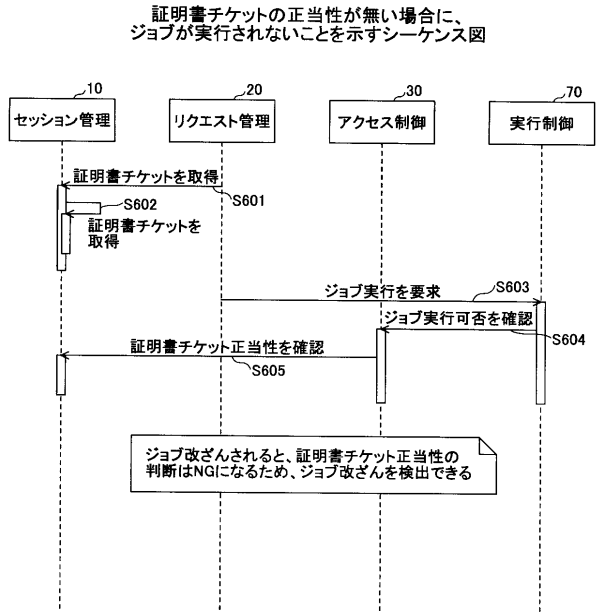 証明書チケットの正当性が無い場合に、
ジョブが実行されないことを示すシーケンス図
10
20
30
70
セッション管理
リクエスト管理
アクセス制御
実行制御
証明書チケットを取得
S601
S602
証明書チケットを
取得
ジョブ実行を要求
S603
ジョブ実行可否を確認
S604
証明書チケット正当性を確認
S605
ジョブ改ざんされると、証明書チケット正当性の
判断はNGになるため、ジョブ改ざんを検出できる